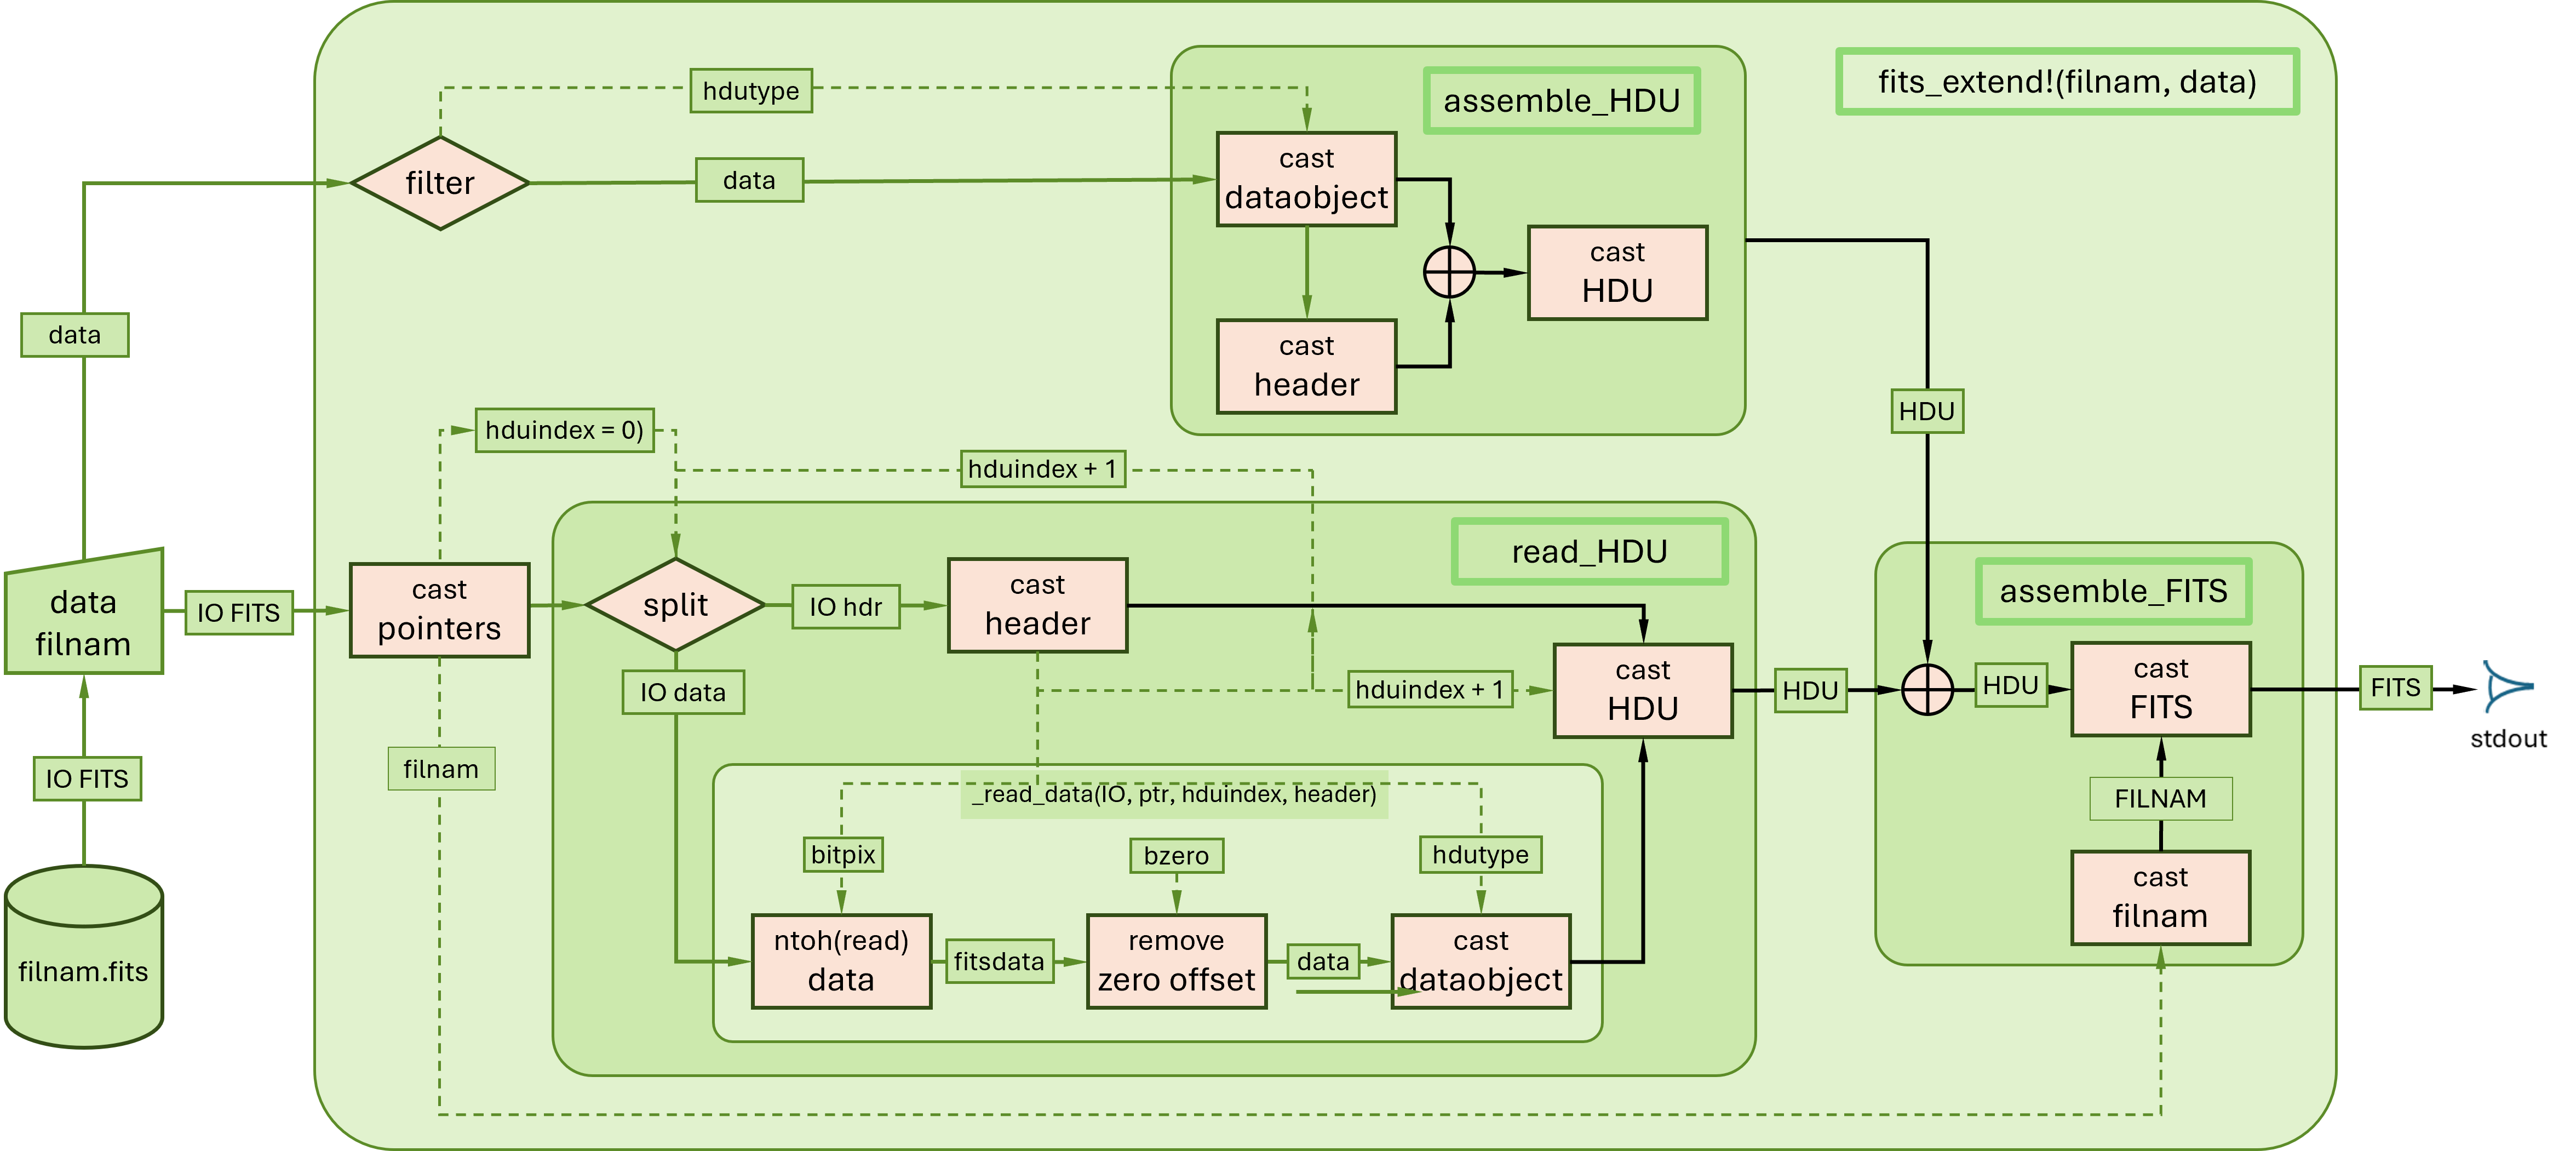 fits_extend!(filnam, data)
hdutype
assemble_HDU
filter
data
cast
dataobject
cast
HDU
cast
header
data
HDU
hduindex = 0)
hduindex + 1
read_HDU
assemble_FITS
data
filnam
IO FITS
cast
pointers
split
IO hdr
cast
header
IO data
hduindex + 1
cast
HDU
HDU
HDU
cast
FITS
FITS
stdout
filnam
IO FITS
_read_data(IO, ptr, hduindex, header)
FILNAM
bitpix
bzero
hdutype
cast
filnam
filnam.fits
ntoh(read)
data
fitsdata
remove
zero offset
data
cast
dataobject